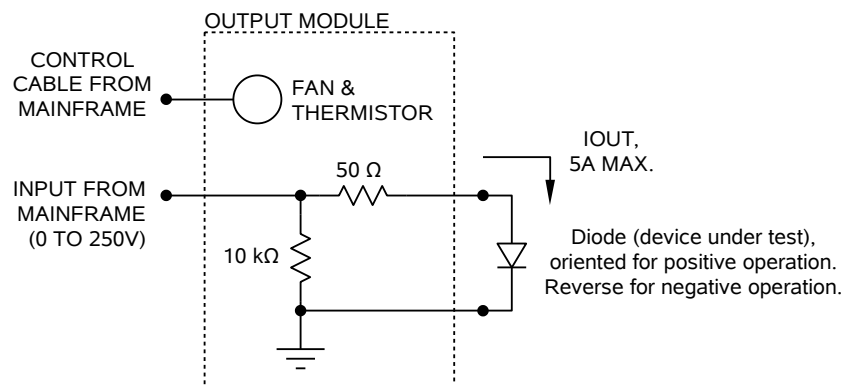 OUTPUT MODULE
CONTROL
CABLE FROM
MAINFRAME
FAN &
THERMISTOR
IOUT,
5A MAX.
50 Ω
INPUT FROM
MAINFRAME
(0 TO 250V)
10 kΩ
Diode (device under test),
oriented for positive operation.
Reverse for negative operation.